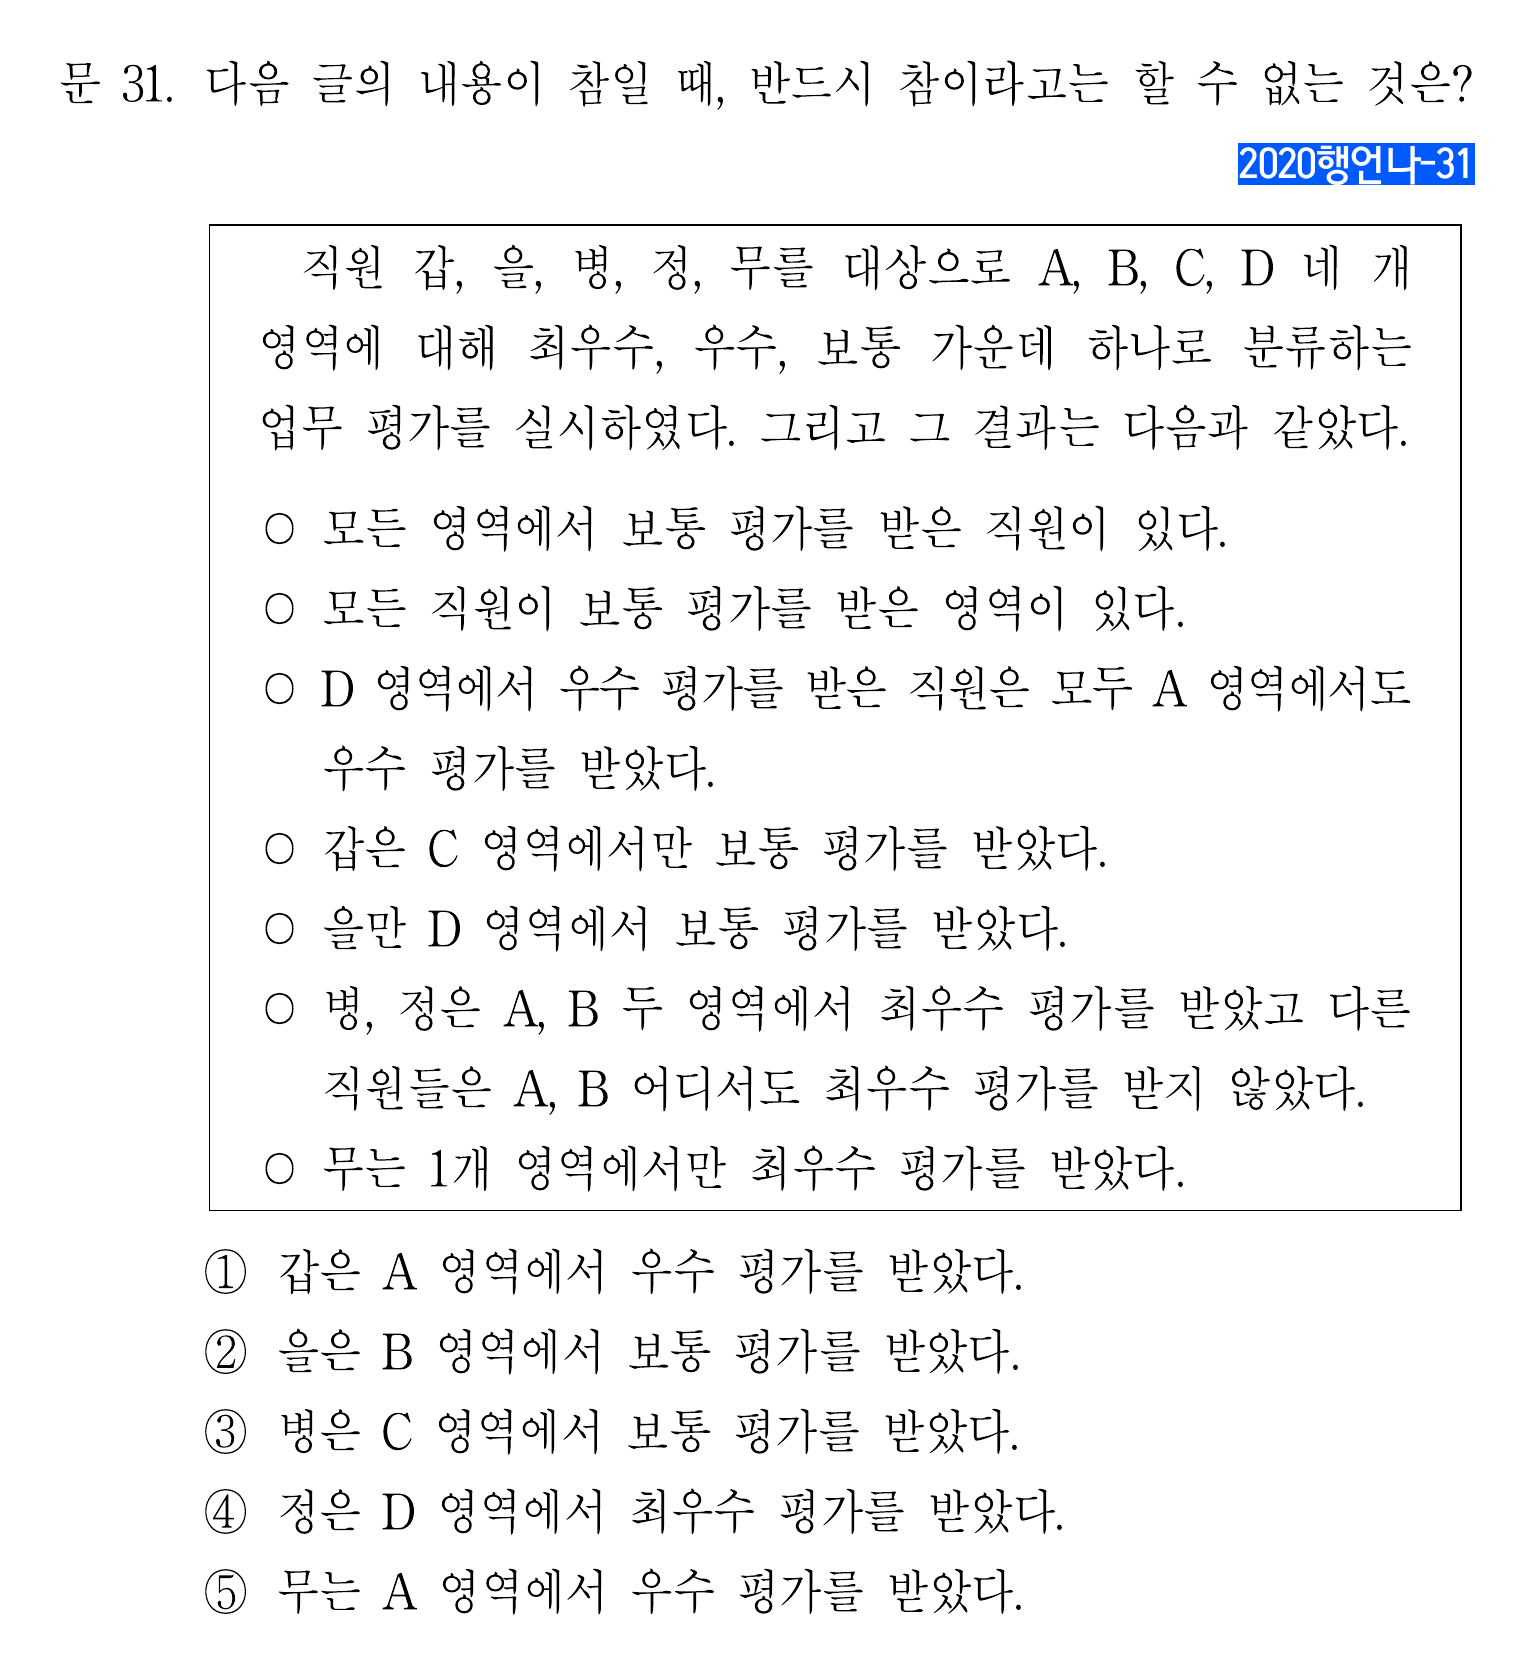 문 31. 다음 글의 내용이 참일 때, 반드시 참이라고는 할 수 없는 것은?
2020행언나-31
직원 갑, 을, 병, 정, 무를 대상으로 A, B, C, D 네 개
영역에 대해 최우수, 우수, 보통 가운데 하나로 분류하는
업무 평가를 실시하였다. 그리고 그 결과는 다음과 같았다.
○ 모든 영역에서 보통 평가를 받은 직원이 있다.
○ 모든 직원이 보통 평가를 받은 영역이 있다.
○ D 영역에서 우수 평가를 받은 직원은 모두 A 영역에서도
우수 평가를 받았다.
○ 갑은 C 영역에서만 보통 평가를 받았다.
○ 을만 D 영역에서 보통 평가를 받았다.
○ 병, 정은 A, B 두 영역에서 최우수 평가를 받았고 다른
직원들은 A, B 어디서도 최우수 평가를 받지 않았다.
○ 무는 1개 영역에서만 최우수 평가를 받았다.
① 갑은 A 영역에서 우수 평가를 받았다.
② 을은 B 영역에서 보통 평가를 받았다.
③ 병은 C 영역에서 보통 평가를 받았다.
④ 정은 D 영역에서 최우수 평가를 받았다.
⑤ 무는 A 영역에서 우수 평가를 받았다.